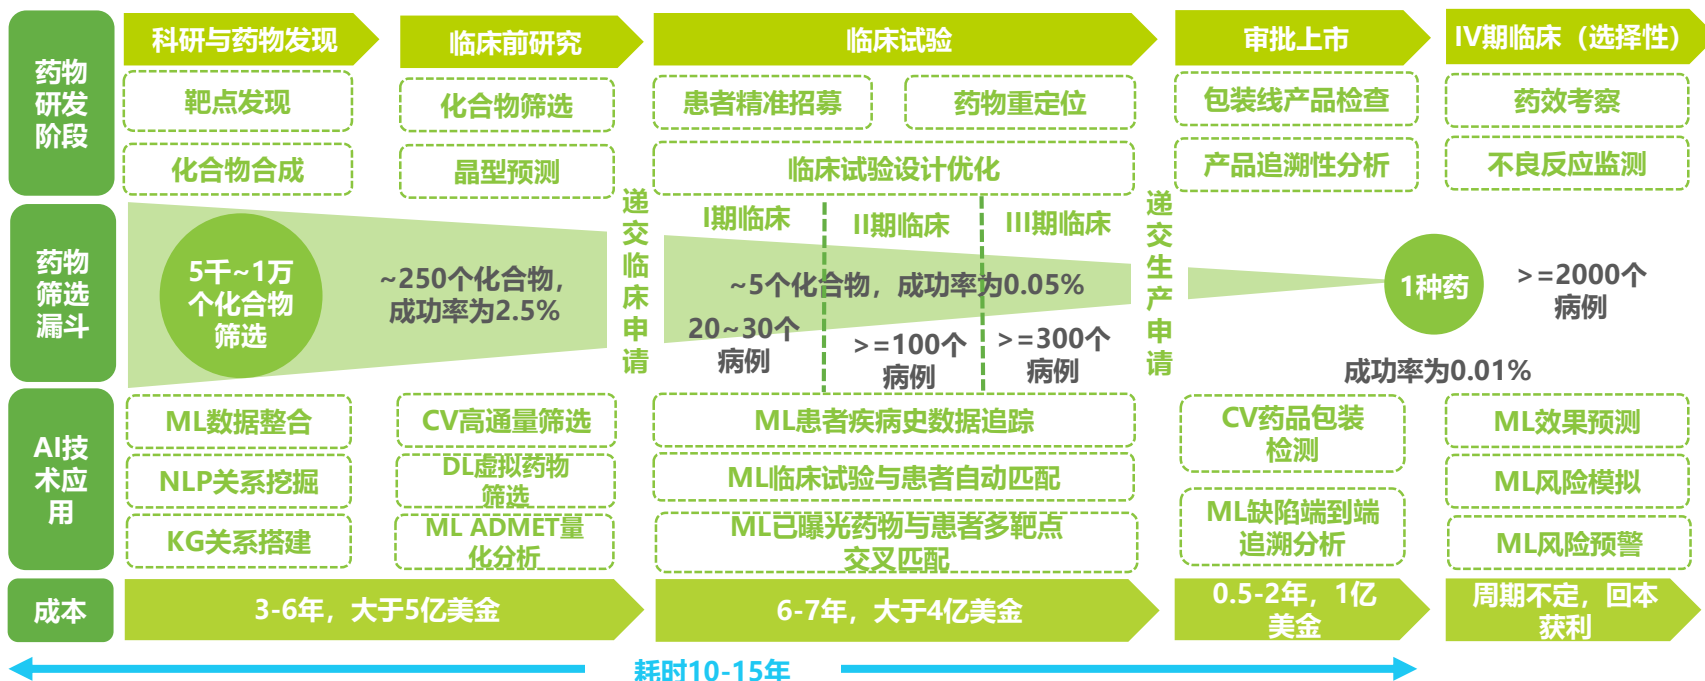 药物
研发
阶段
科研与药物发现
临床前研究
临床试验
审批上市
IV期临床（选择性）
靶点发现
化合物合成
化合物筛选
晶型预测
患者精准招募
药物重定位
临床试验设计优化
包装线产品检查
产品追溯性分析
药效考察
不良反应监测
药物
筛选
漏斗
5千~1万
个化合物
筛选
~250个化合物，
成功率为2.5%
递交临床申请
I期临床
II期临床
III期临床
~5个化合物，成功率为0.05%
20~30个
病例
>=100个
病例
>=300个
病例
递交生产申请
1种药
>=2000个
病例
成功率为0.01%
AI技
术应
用
ML数据整合
NLP关系挖掘
KG关系搭建
CV高通量筛选
DL虚拟药物
筛选
ML ADMET量
化分析
ML患者疾病史数据追踪
ML临床试验与患者自动匹配
ML已曝光药物与患者多靶点
交叉匹配
CV药品包装
检测
ML缺陷端到端
追溯分析
ML效果预测
ML风险模拟
ML风险预警
成本
3-6年，大于5亿美金
6-7年，大于4亿美金
0.5-2年，1亿
美金
周期不定，回本
获利
耗时10-15年